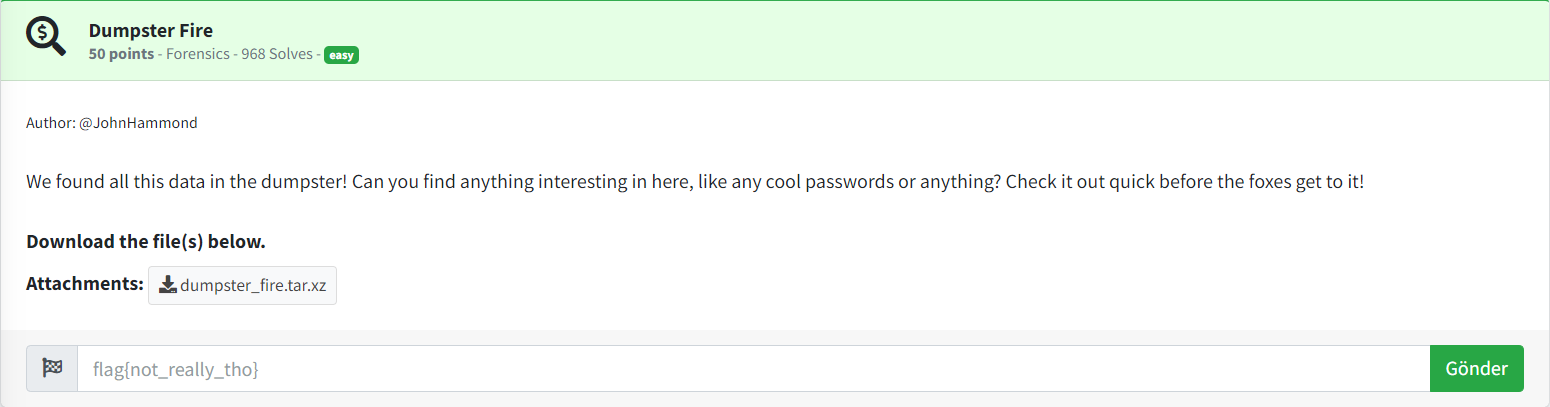 Dumpster Fire
50 points - Forensics - 968 Solves - easy
Author: @JohnHammond
We found all this data in the dumpster! Can you find anything interesting in here, like any cool passwords or anything? Check it out quick before the foxes get to it!
Download the file(s) below.
Attachments: dumpster_fire.tar.xz
flag{not_really_tho} Gönder